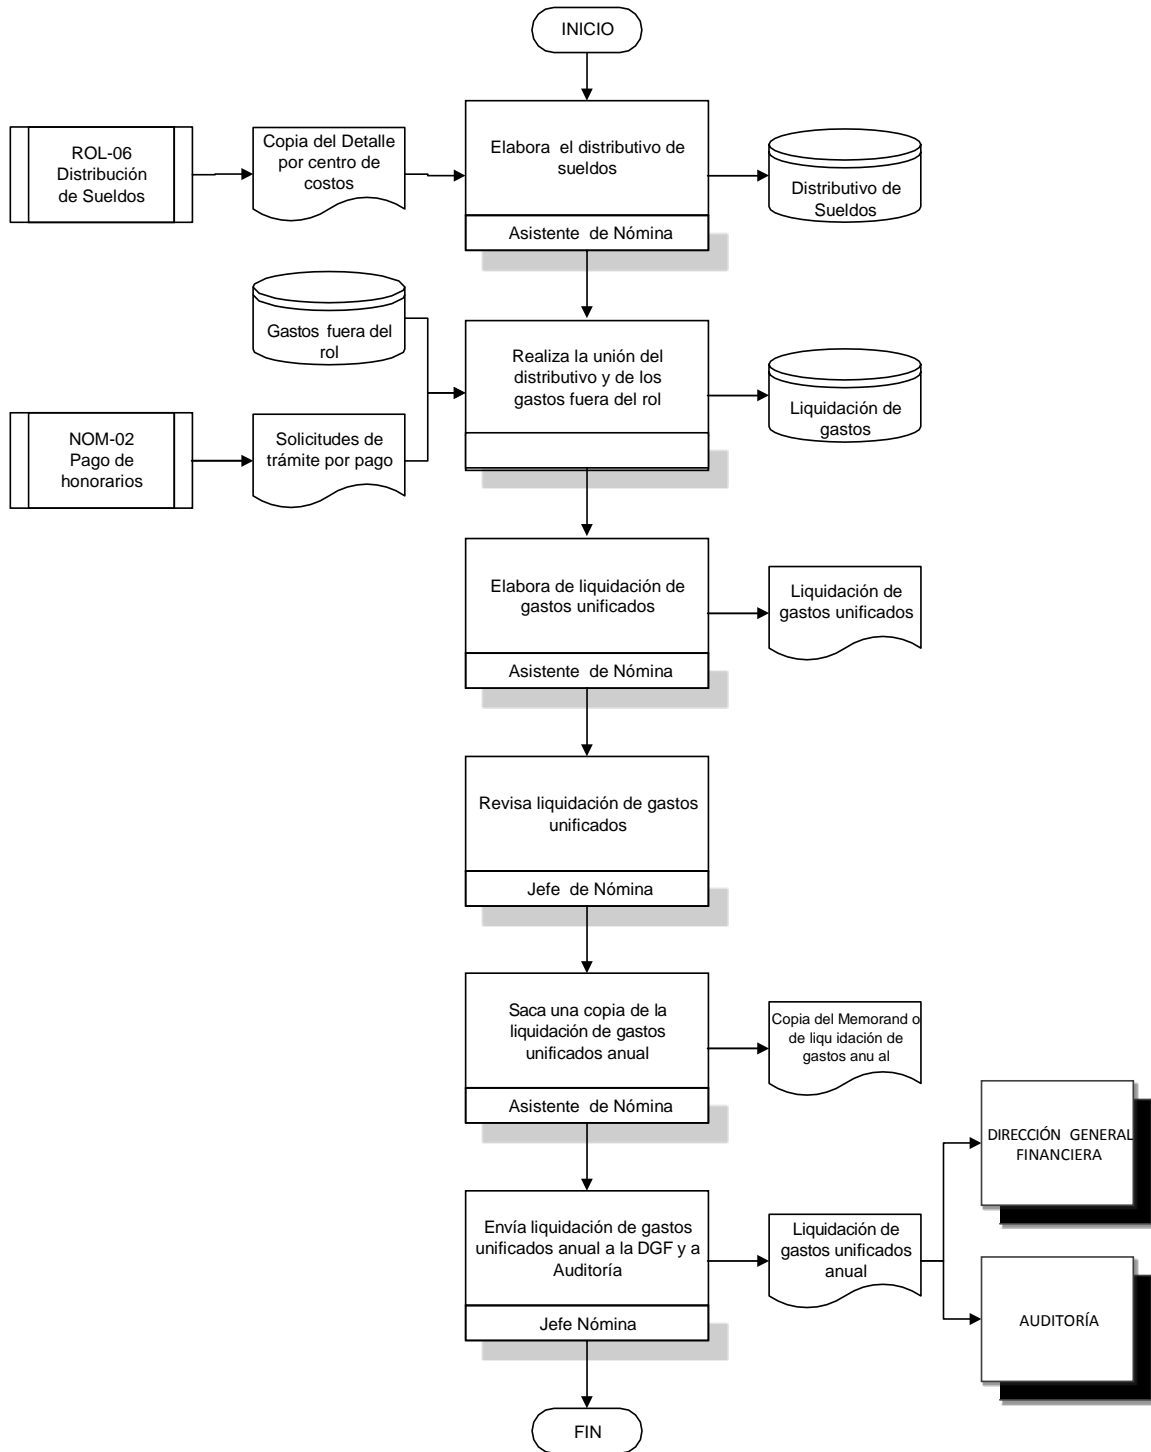 INICIO
ROL-06
Distribución
de Sueldos
Copia del Detalle
por centro de
costos
Elabora el distributivo de
sueldos
Asistente de Nómina
Distributivo de
Sueldos
Gastos fuera del
rol
NOM-02
Pago de
honorarios
Solicitudes de
trámite por pago
Realiza la unión del
distributivo y de los
gastos fuera del rol
Liquidación de
gastos
Elabora de liquidación de
gastos unificados
Asistente de Nómina
Liquidación de
gastos unificados
Revisa liquidación de gastos
unificados
Jefe de Nómina
Saca una copia de la
liquidación de gastos
unificados anual
Asistente de Nómina
Copia del Memorand o
de liqu idación de
gastos anu al
Envía liquidación de gastos
unificados anual a la DGF y a
Auditoría
Jefe Nómina
Liquidación de
gastos unificados
anual
DIRECCIÓN GENERAL
FINANCIERA
AUDITORÍA
FIN